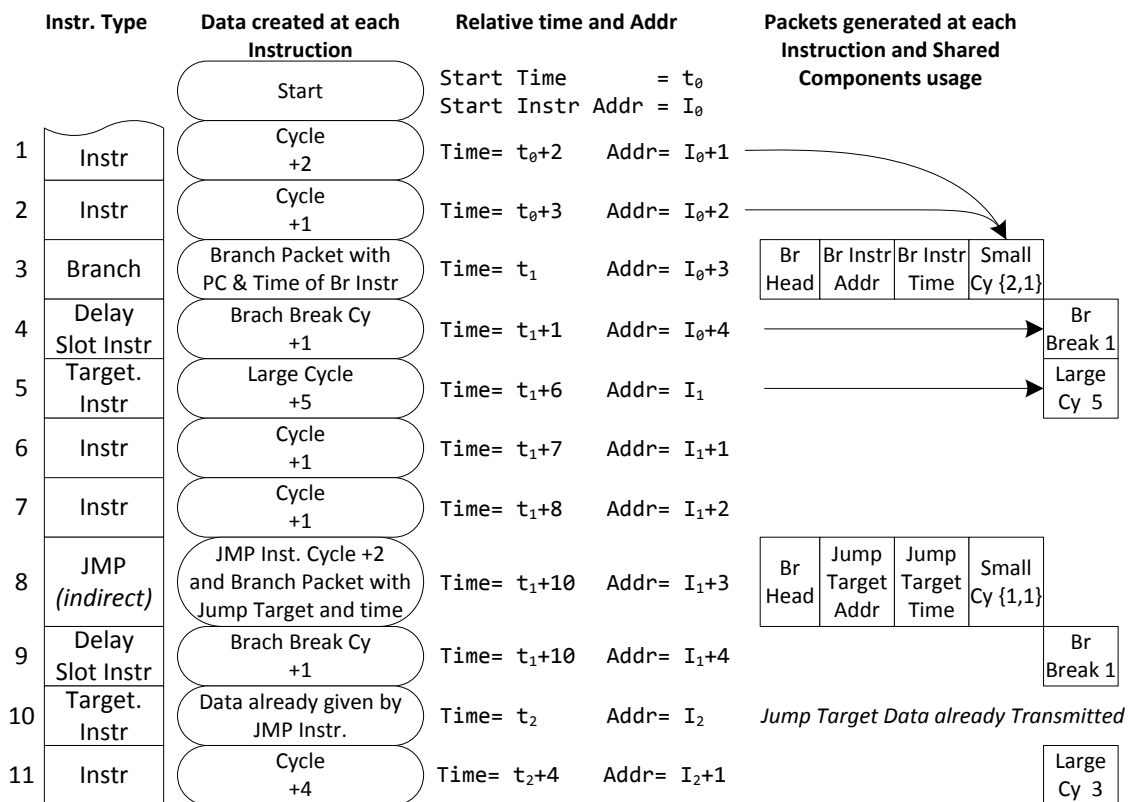 Instr. Type
Data created at each
Instruction
Relative time and Addr
Packets generated at each
Instruction and Shared
Components usage
Start
Start Time = t₀
Start Instr Addr = I₀
1
Instr
Cycle
+2
Time= t₀+2 Addr= I₀+1
2
Instr
Cycle
+1
Time= t₀+3 Addr= I₀+2
3
Branch
Branch Packet with
PC & Time of Br Instr
Time= t₁ Addr= I₀+3
Br
Head
Br Instr
Addr
Br Instr
Time
Small
Cy {2,1}
4
Delay
Slot Instr
Brach Break Cy
+1
Time= t₁+1 Addr= I₀+4
Br
Break 1
5
Target.
Instr
Large Cycle
+5
Time= t₁+6 Addr= I₁
Large
Cy 5
6
Instr
Cycle
+1
Time= t₁+7 Addr= I₁+1
7
Instr
Cycle
+1
Time= t₁+8 Addr= I₁+2
8
JMP
(indirect)
JMP Inst. Cycle +2
and Branch Packet with
Jump Target and time
Time= t₁+10 Addr= I₁+3
Br
Head
Jump
Target
Addr
Jump
Target
Time
Small
Cy {1,1}
9
Delay
Slot Instr
Brach Break Cy
+1
Time= t₁+10 Addr= I₁+4
Br
Break 1
10
Target.
Instr
Data already given by
JMP Instr.
Time= t₂ Addr= I₂
Jump Target Data already Transmitted
11
Instr
Cycle
+4
Time= t₂+4 Addr= I₂+1
Large
Cy 3